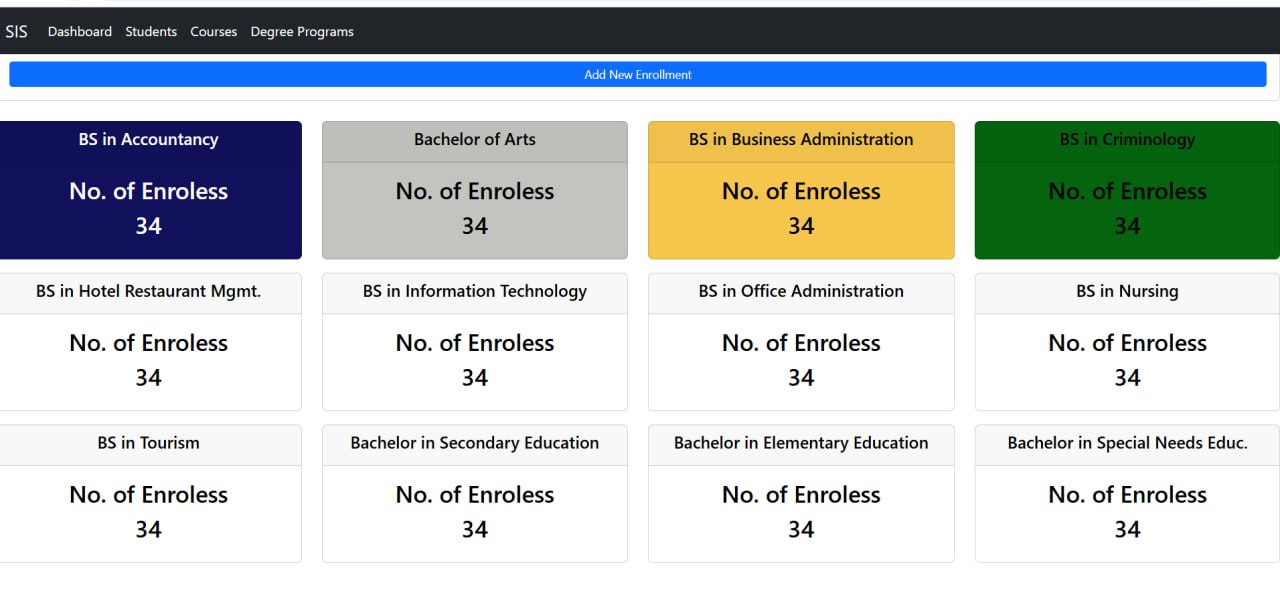 SIS Dashboard Students Courses Degree Programs
Add New Enrollment
BS in Accountancy
No. of Enroless
34
Bachelor of Arts
No. of Enroless
34
BS in Business Administration
No. of Enroless
34
BS in Criminology
No. of Enroless
34
BS in Hotel Restaurant Mgmt.
No. of Enroless
34
BS in Information Technology
No. of Enroless
34
BS in Office Administration
No. of Enroless
34
BS in Nursing
No. of Enroless
34
BS in Tourism
No. of Enroless
34
Bachelor in Secondary Education
No. of Enroless
34
Bachelor in Elementary Education
No. of Enroless
34
Bachelor in Special Needs Educ.
No. of Enroless
34